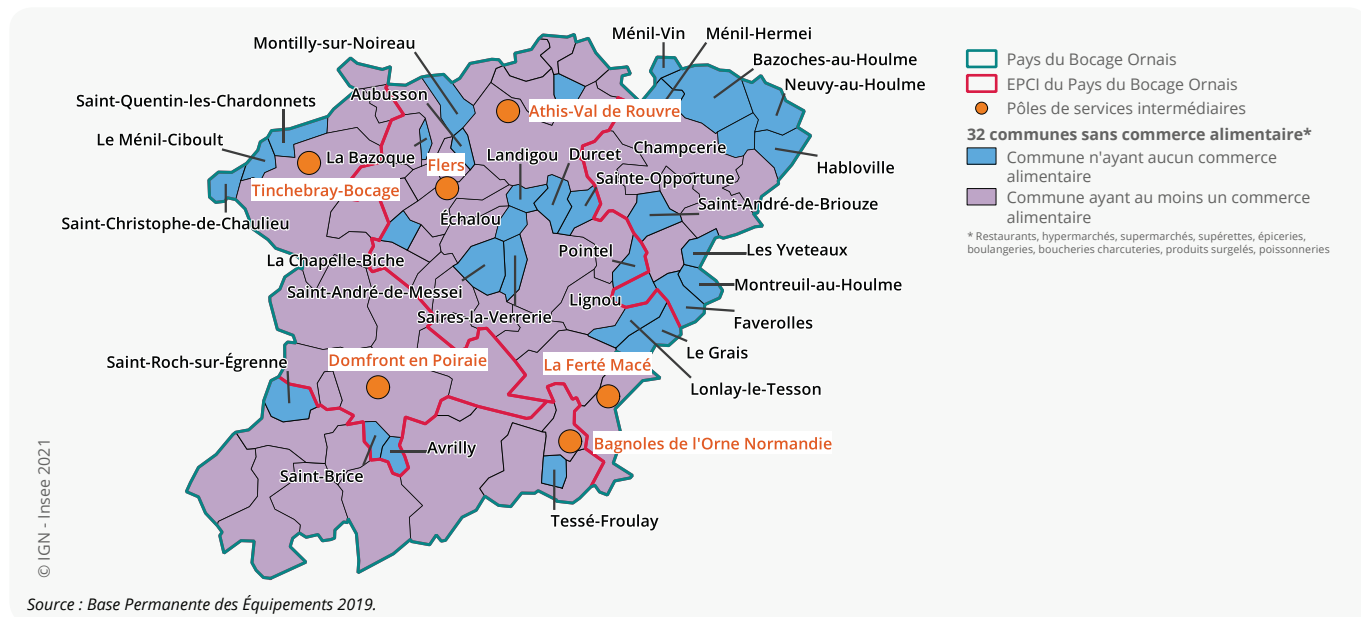 Ménil-Vin
Ménil-Hermei
Montilly-sur-Noireau
Bazoches-au-Houlme
Neuvy-au-Houlme
Aubusson
Saint-Quentin-les-Chardonnets
Athis-Val de Rouvre
Le Ménil-Ciboult
La Bazoque
Flers
Landigou
Durcet
Champcerie
Habloville
Tinchebray-Bocage
Sainte-Opportune
Saint-André-de-Briouze
Saint-Christophe-de-Chaulieu
Échalou
La Chapelle-Biche
Pointel
Les Yveteaux
Saint-André-de-Messei
Lignou
Montreuil-au-Houlme
Saires-la-Verrerie
Faverolles
Saint-Roch-sur-Égrenne
Domfront en Poiraie
La Ferté Macé
Le Grais
Lonlay-le-Tesson
Avrilly
Bagnoles de l'Orne Normandie
Saint-Brice
Tessé-Froulay
Pays du Bocage Ornais
EPCI du Pays du Bocage Ornais
Pôles de services intermédiaires
32 communes sans commerce alimentaire*
Commune n'ayant aucun commerce
alimentaire
Commune ayant au moins un commerce
alimentaire
* Restaurants, hypermarchés, supermarchés, supérettes, épiceries,
boulangeries, boucheries charcuteries, produits surgelés, poissonneries
© IGN - Insee 2021
Source : Base Permanente des Équipements 2019.